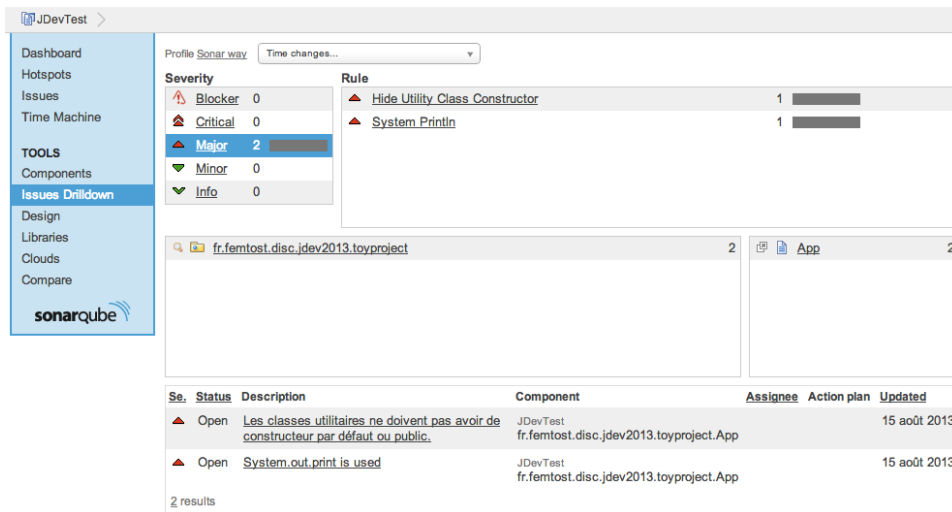 JDevTest
Dashboard
Hotspots
Issues
Time Machine
TOOLS
Components
Issues Drilldown
Design
Libraries
Clouds
Compare
sonarqube
Profile Sonar way Time changes...
Severity
Blocker 0
Critical 0
Major 2
Minor 0
Info 0
Rule
Hide Utility Class Constructor 1
System Println 1
fr.femtost.disc.jdev2013.toyproject 2
App 2
Se. Status Description Component Assignee Action plan Updated
Open Les classes utilitaires ne doivent pas avoir de constructeur par défaut ou public. JDevTest fr.femtost.disc.jdev2013.toyproject.App 15 août 2013
Open System.out.print is used JDevTest fr.femtost.disc.jdev2013.toyproject.App 15 août 2013
2 results